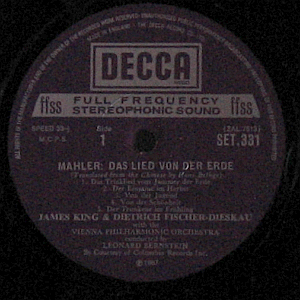 DECCA
ffss FULL FREQUENCY STEREOPHONIC SOUND ffss
SPEED 33⅓
M.C.P.S.
Side
1
SET.331
MAHLER: DAS LIED VON DER ERDE
(Translated from the Chinese by Hans Bethge)
1. Das Trinklied vom Jammer der Erde
2. Der Einsame im Herbst
3. Von der Jugend
4. Von der Schönheit
5. Der Trunkene im Frühling
JAMES KING & DIETRICH FISCHER-DIESKAU
with the
VIENNA PHILHARMONIC ORCHESTRA
conducted by
LEONARD BERNSTEIN
By Courtesy of Columbia Records Inc.